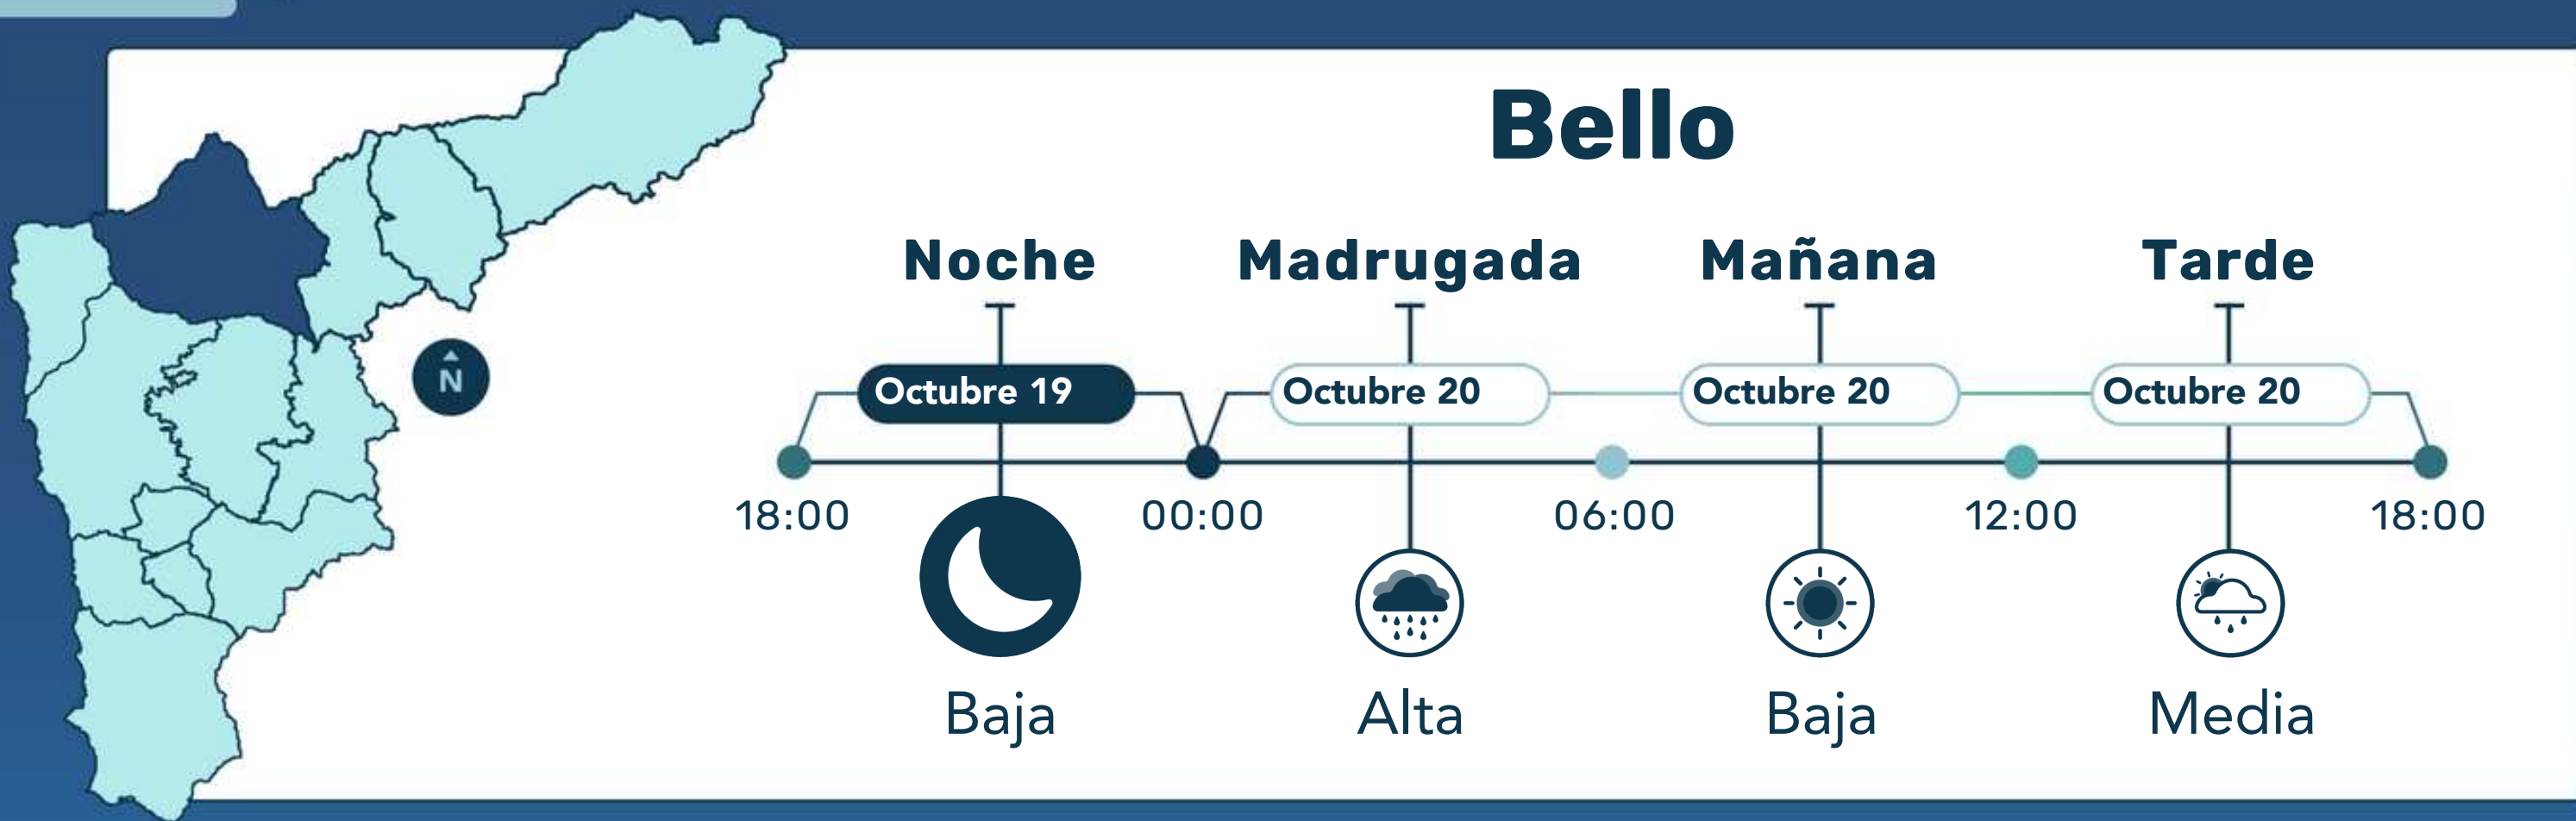 Bello
Noche Madrugada Mañana Tarde
Octubre 19 Octubre 20 Octubre 20 Octubre 20
N
18:00 00:00 06:00 12:00 18:00
Baja Alta Baja Media